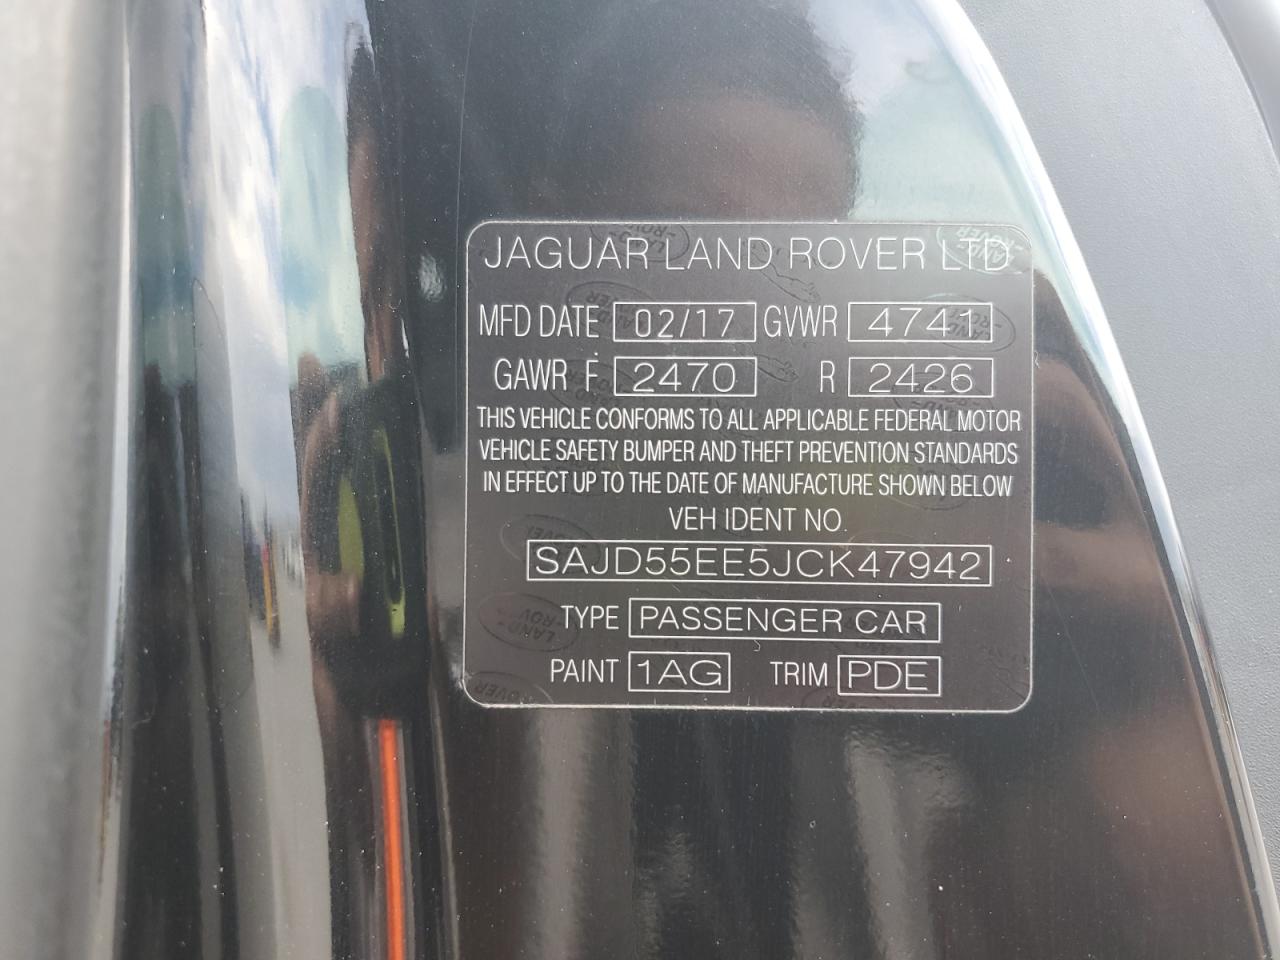 JAGUAR LAND ROVER LTD
MFD DATE 02/17 GVWR 4741
GAWR F 2470 R 2426
THIS VEHICLE CONFORMS TO ALL APPLICABLE FEDERAL MOTOR
VEHICLE SAFETY BUMPER AND THEFT PREVENTION STANDARDS
IN EFFECT UP TO THE DATE OF MANUFACTURE SHOWN BELOW
VEH IDENT NO.
SAJD55EE5JCK47942
TYPE PASSENGER CAR
PAINT 1AG TRIM PDE